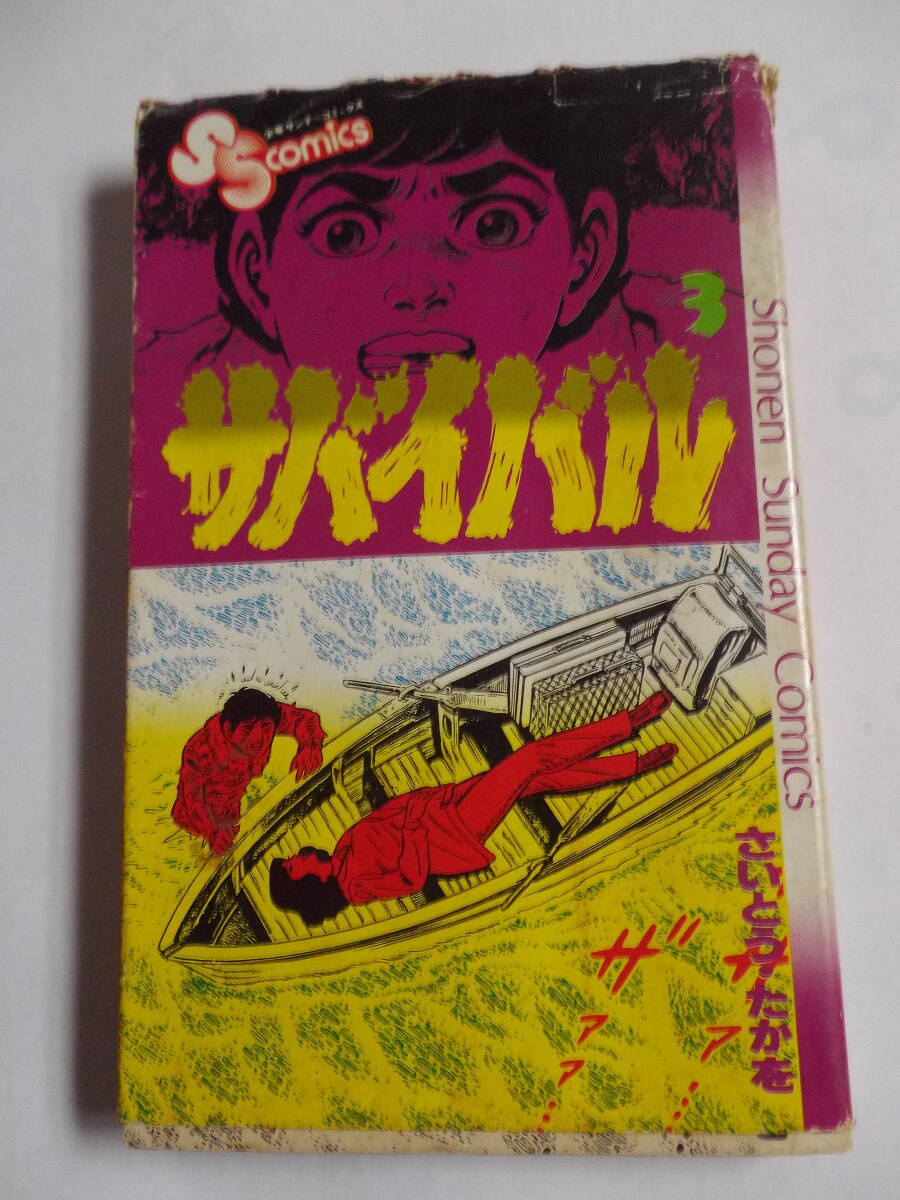 少年サンデーコミックス
SS comics
3
サバイバル
Shonen Sunday Comics
さいとう・たかを
ザァァ…
ザァ…